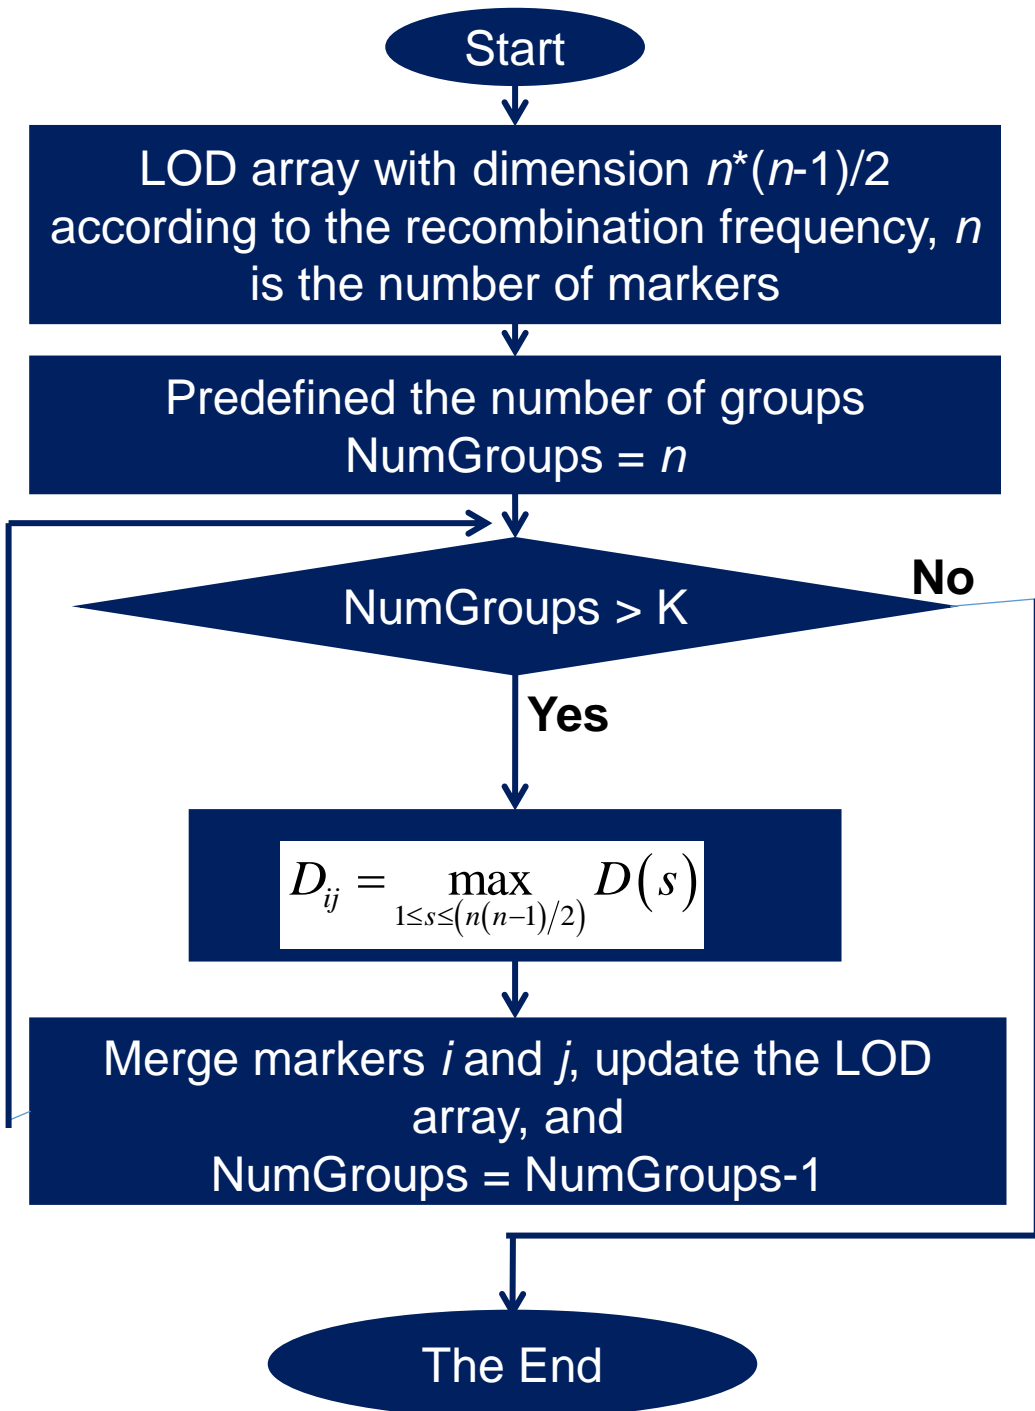 Start
LOD array with dimension n*(n-1)/2
according to the recombination frequency, n
is the number of markers
Predefined the number of groups
NumGroups = n
NumGroups > K
No
Yes
D_{ij} = \max_{1≤s≤(n(n-1)/2)} D(s)
Merge markers i and j, update the LOD
array, and
NumGroups = NumGroups-1
The End